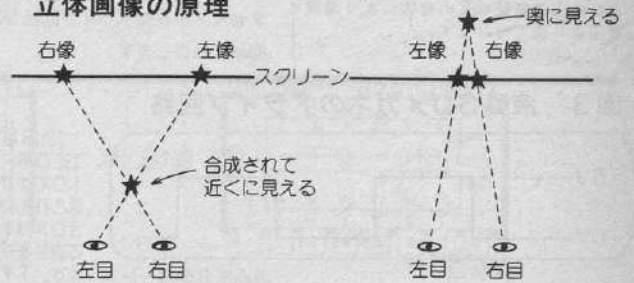 立体画像の原理
奥に見える
右像
左像
スクリーン
左像
右像
合成されて
近くに見える
左目
右目
左目
右目